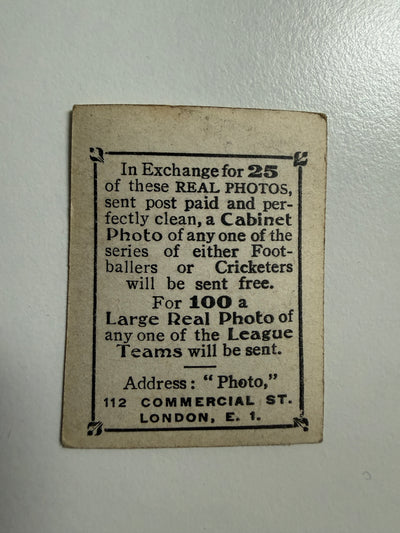 In Exchange for 25
of these REAL PHOTOS,
sent post paid and per-
fectly clean, a Cabinet
Photo of any one of the
series of either Foot-
ballers or Cricketers
will be sent free.
For 100 a
Large Real Photo of
any one of the League
Teams will be sent.
Address: "Photo,"
112 COMMERCIAL ST.
LONDON, E. 1.